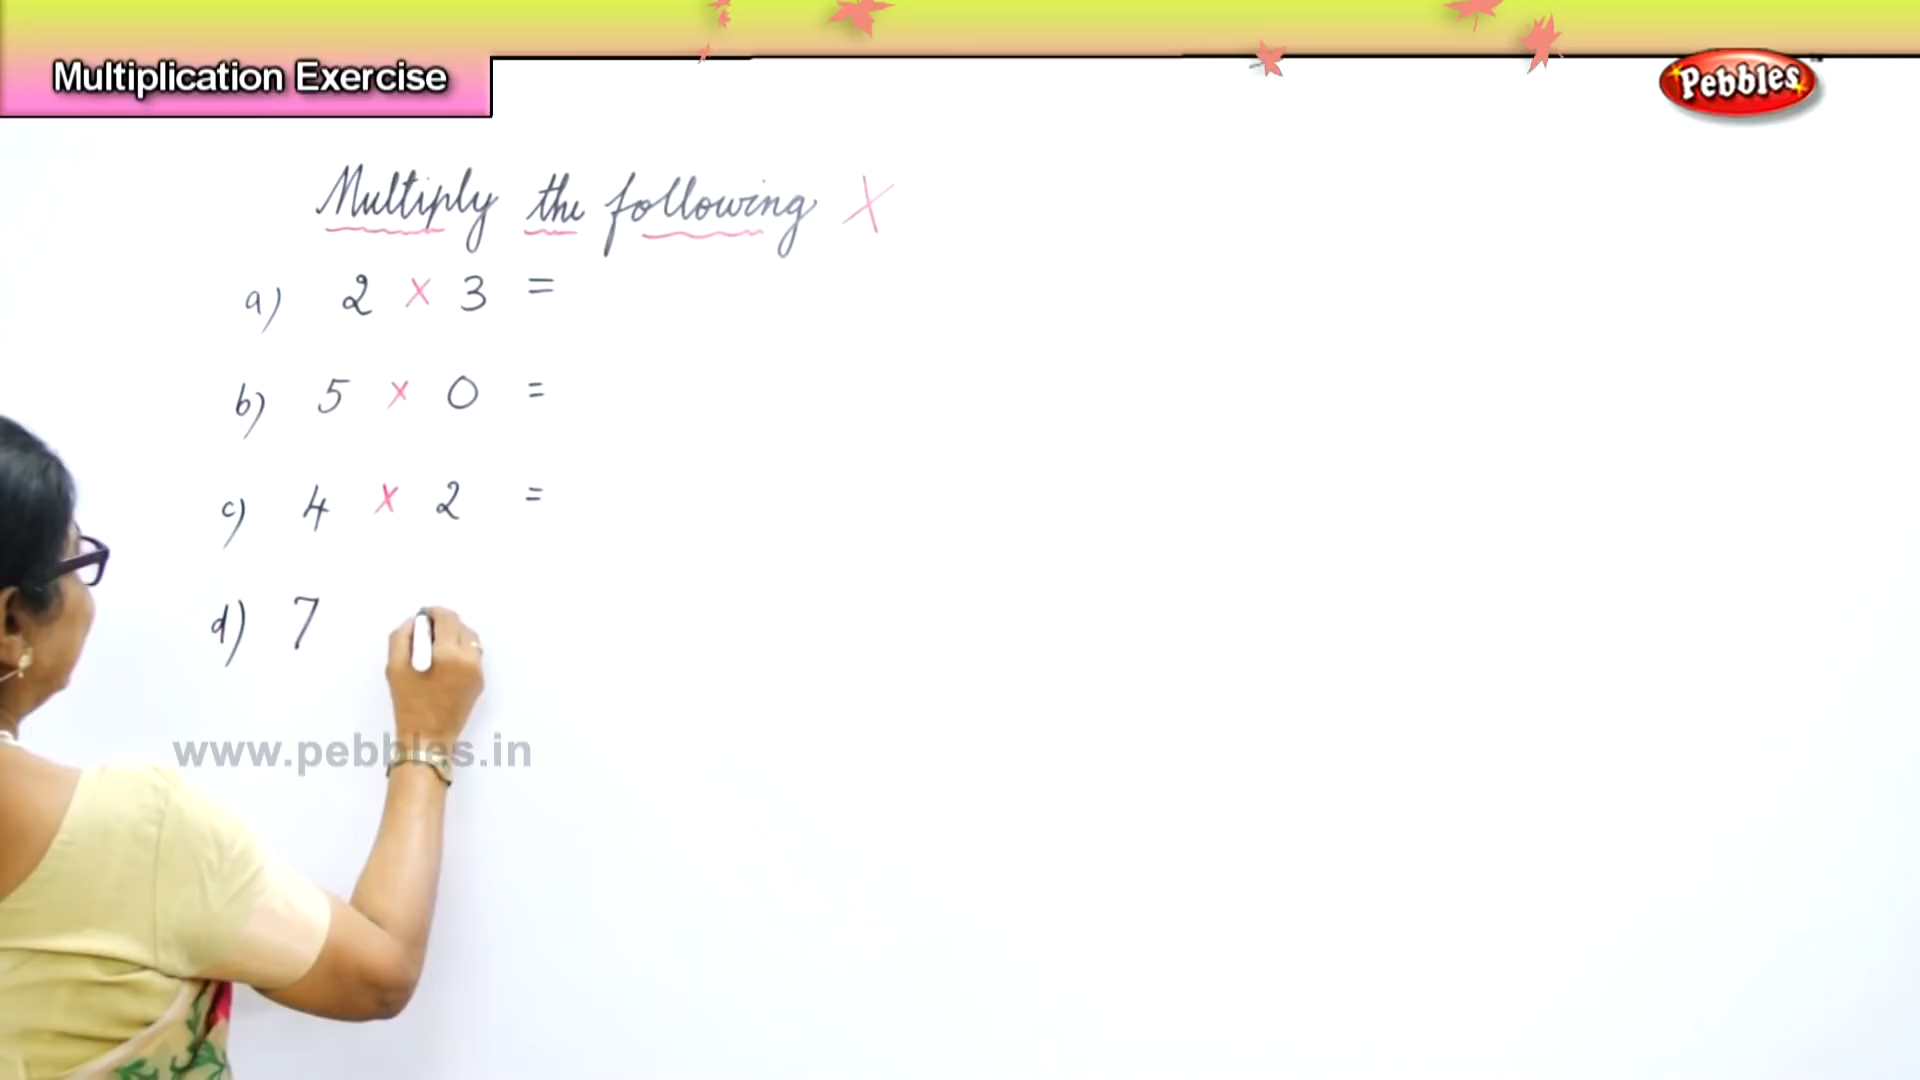 Multiplication Exercise
Pebbles
Multiply the following X
a) 2 x 3 =
b) 5 x 0 =
c) 4 x 2 =
d) 7
www.pebbles.in